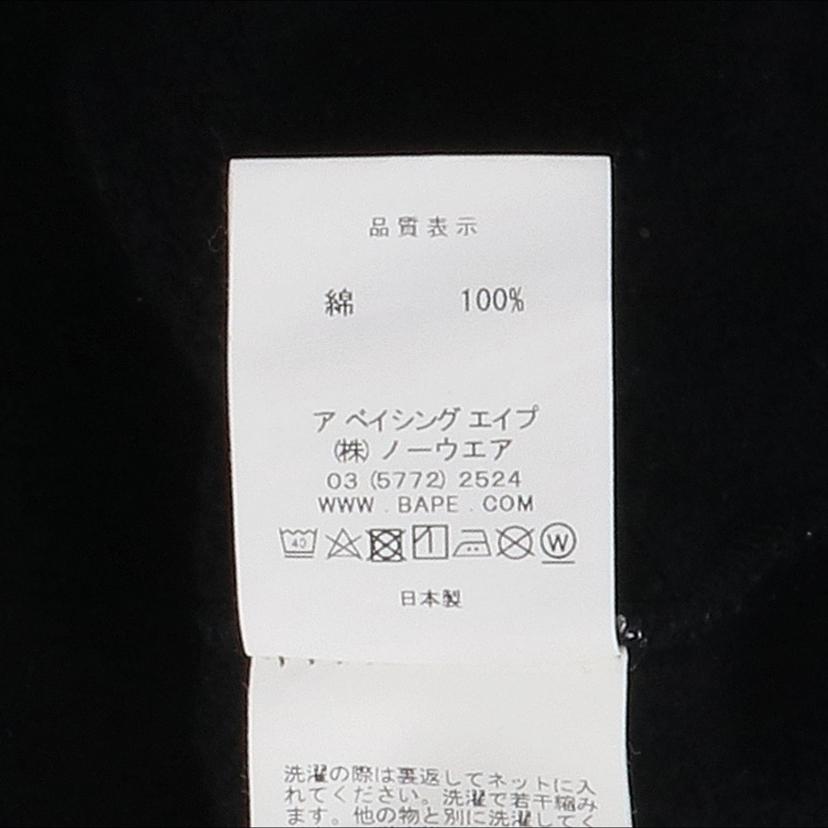 品質表示
綿 100%
ア ベイシング エイプ
(株) ノーウエア
03 (5772) 2524
WWW . BAPE . COM
40 W
日本製
洗濯の際は裏返してネットに入
れてください。洗濯で若干縮み
ます。他の物と別に洗濯してく